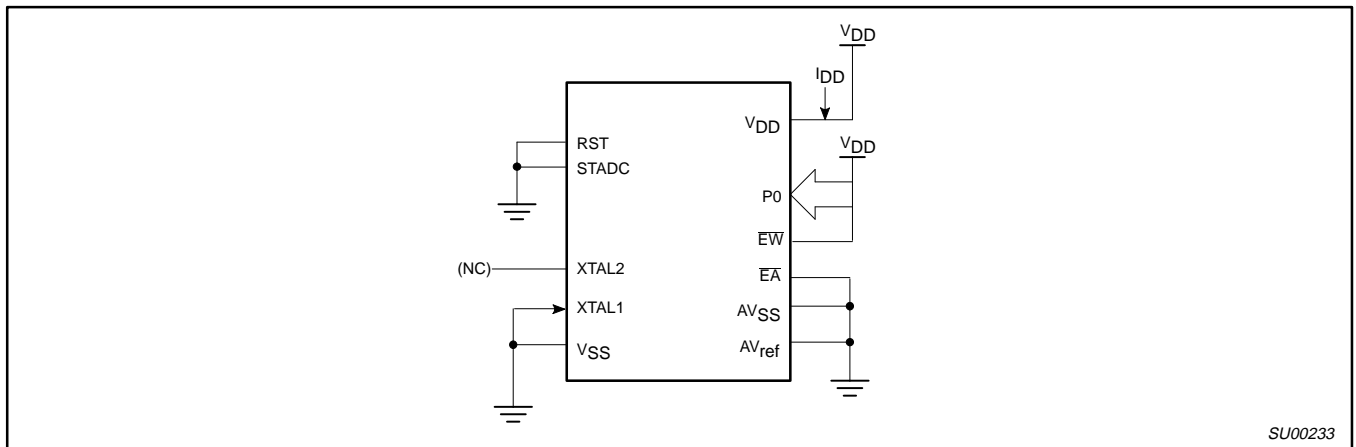 VDD
IDD
VDD
RST
STADC
VDD
P0
EW
(NC)
XTAL2
EA
XTAL1
AVSS
VSS
AVref
SU00233